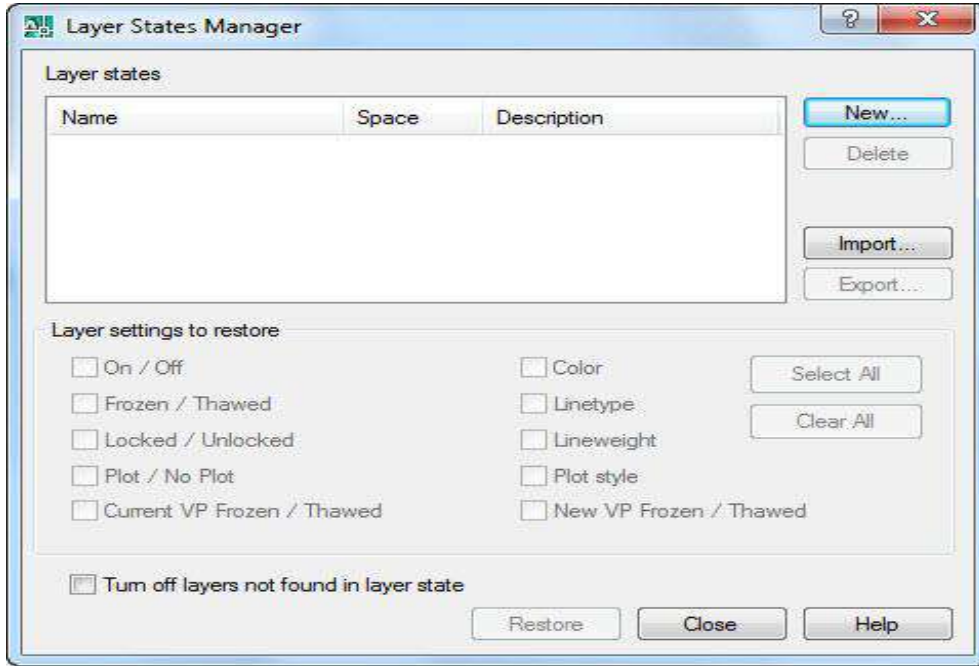 Layer States Manager
Layer states
Name Space Description
New...
Delete
Import...
Export...
Layer settings to restore
On / Off Color Select All
Frozen / Thawed Linetype Clear All
Locked / Unlocked Lineweight
Plot / No Plot Plot style
Current VP Frozen / Thawed New VP Frozen / Thawed
Turn off layers not found in layer state
Restore Close Help